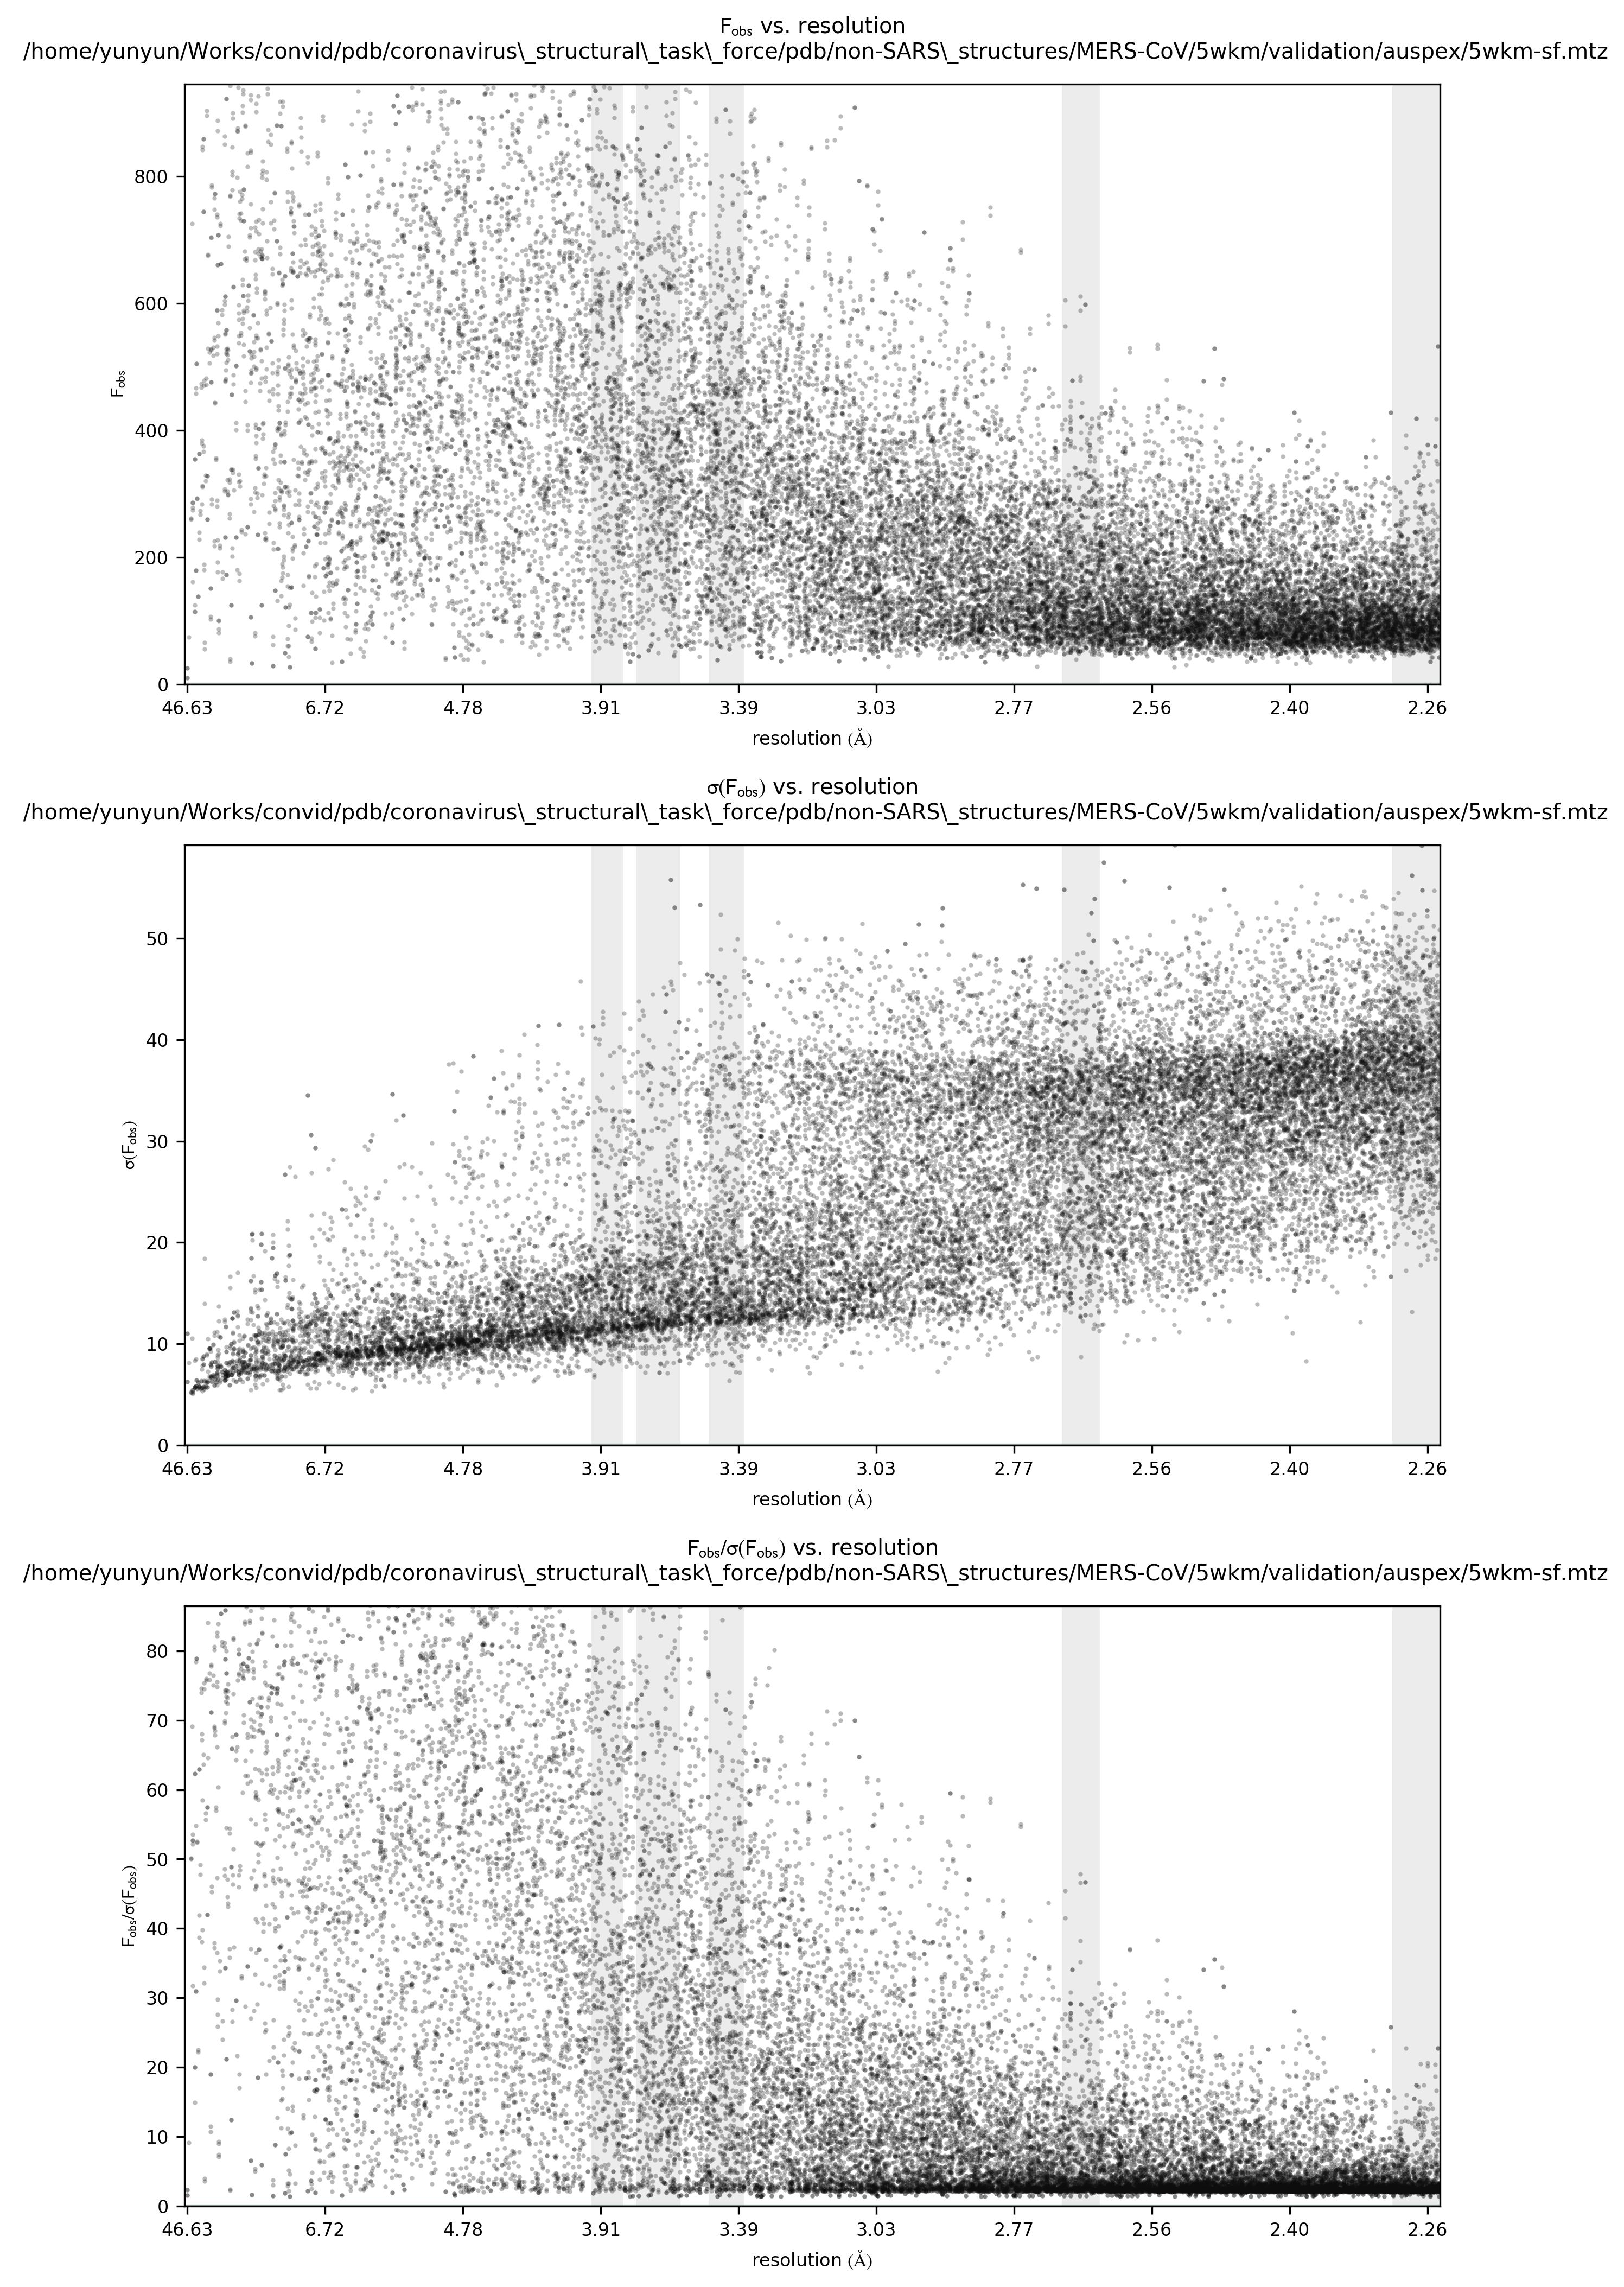 Fobs vs. resolution
/home/yunyun/Works/convid/pdb/coronavirus\_structural\_task\_force/pdb/non-SARS\_structures/MERS-CoV/5wkm/validation/auspex/5wkm-sf.mtz
800
600
400
200
0
Fobs
46.63 6.72 4.78 3.91 3.39 3.03 2.77 2.56 2.40 2.26
resolution (Å)
σ(Fobs) vs. resolution
/home/yunyun/Works/convid/pdb/coronavirus\_structural\_task\_force/pdb/non-SARS\_structures/MERS-CoV/5wkm/validation/auspex/5wkm-sf.mtz
50
40
30
20
10
0
σ(Fobs)
46.63 6.72 4.78 3.91 3.39 3.03 2.77 2.56 2.40 2.26
resolution (Å)
Fobs/σ(Fobs) vs. resolution
/home/yunyun/Works/convid/pdb/coronavirus\_structural\_task\_force/pdb/non-SARS\_structures/MERS-CoV/5wkm/validation/auspex/5wkm-sf.mtz
80
70
60
50
40
30
20
10
0
Fobs/σ(Fobs)
46.63 6.72 4.78 3.91 3.39 3.03 2.77 2.56 2.40 2.26
resolution (Å)